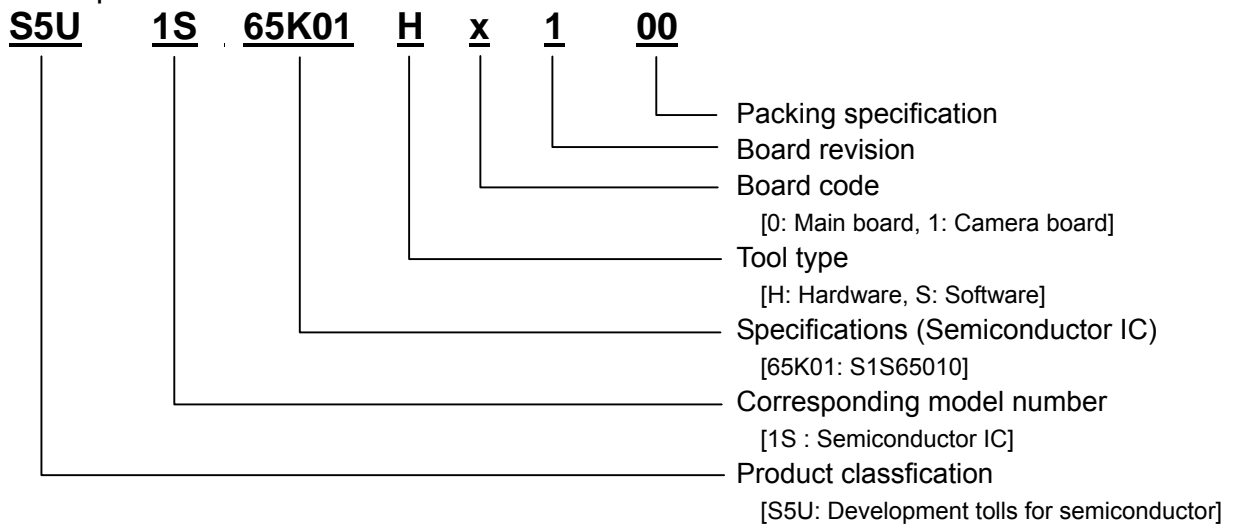 S5U 1S 65K01 H x 1 00
Packing specification
Board revision
Board code
[0: Main board, 1: Camera board]
Tool type
[H: Hardware, S: Software]
Specifications (Semiconductor IC)
[65K01: S1S65010]
Corresponding model number
[1S : Semiconductor IC]
Product classfication
[S5U: Development tolls for semiconductor]